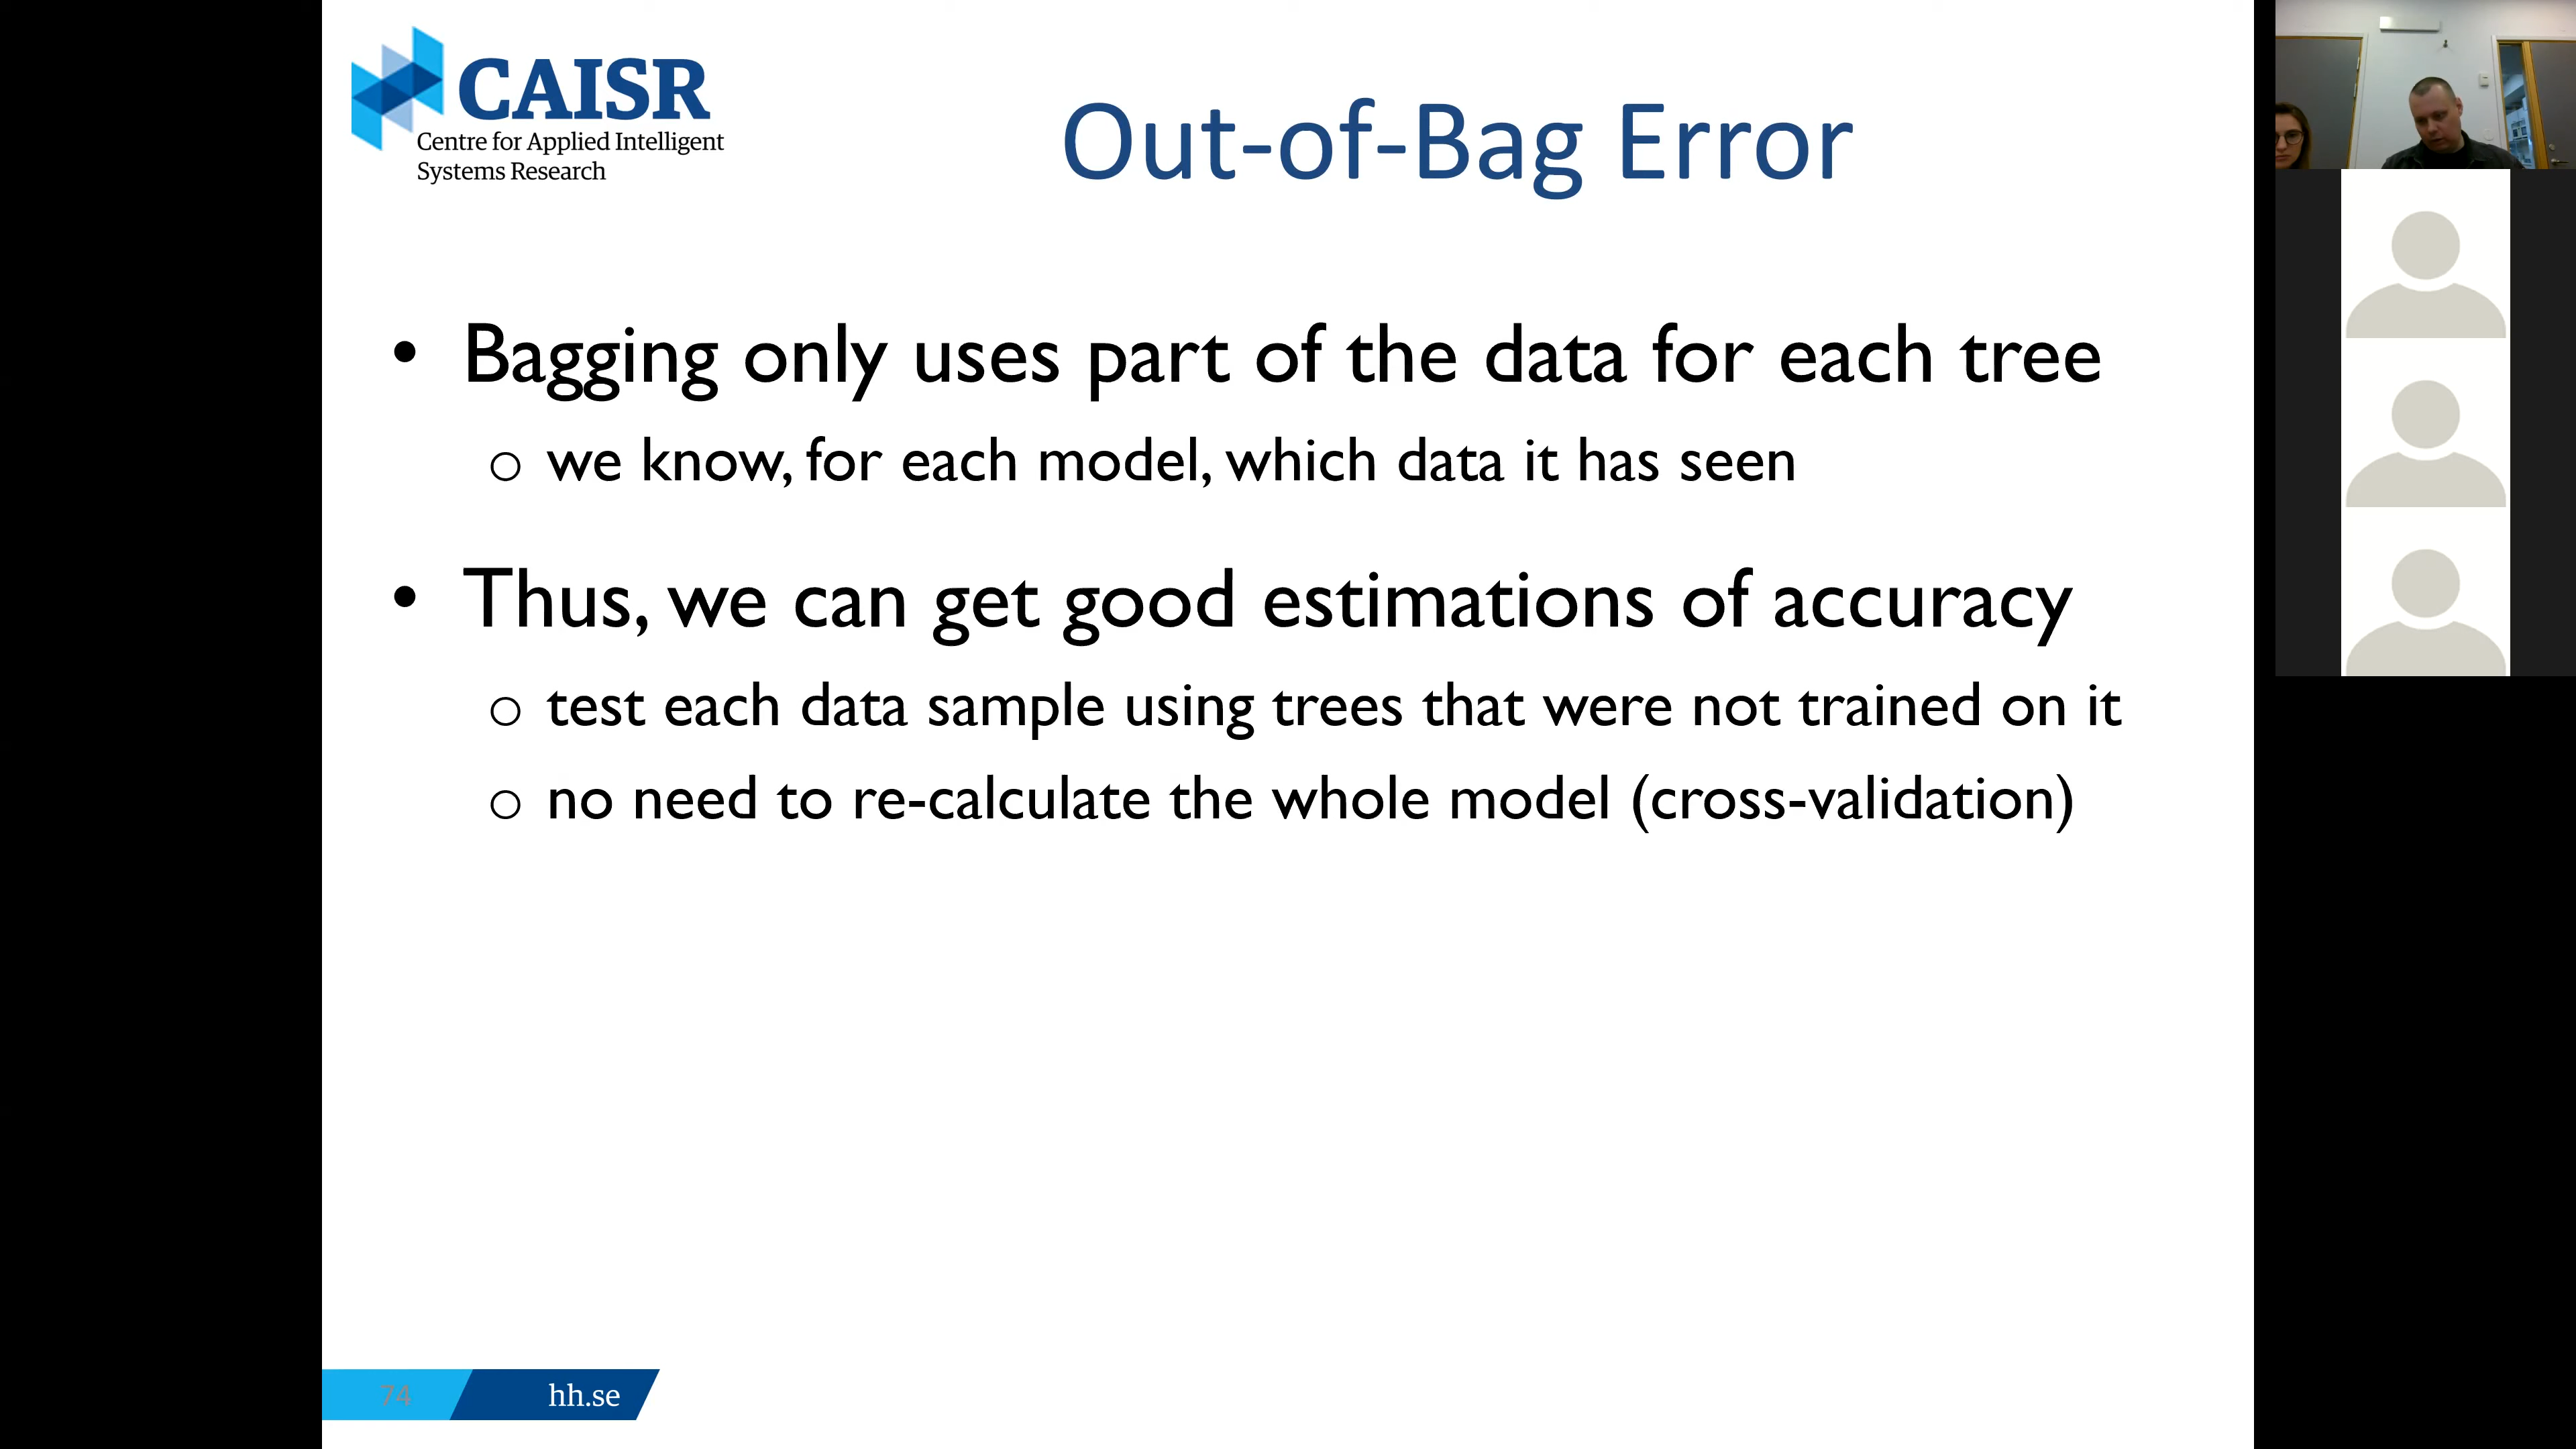 CAISR
Centre for Applied Intelligent
Systems Research
Out-of-Bag Error
• Bagging only uses part of the data for each tree
o we know, for each model, which data it has seen
• Thus, we can get good estimations of accuracy
o test each data sample using trees that were not trained on it
o no need to re-calculate the whole model (cross-validation)
74
hh.se